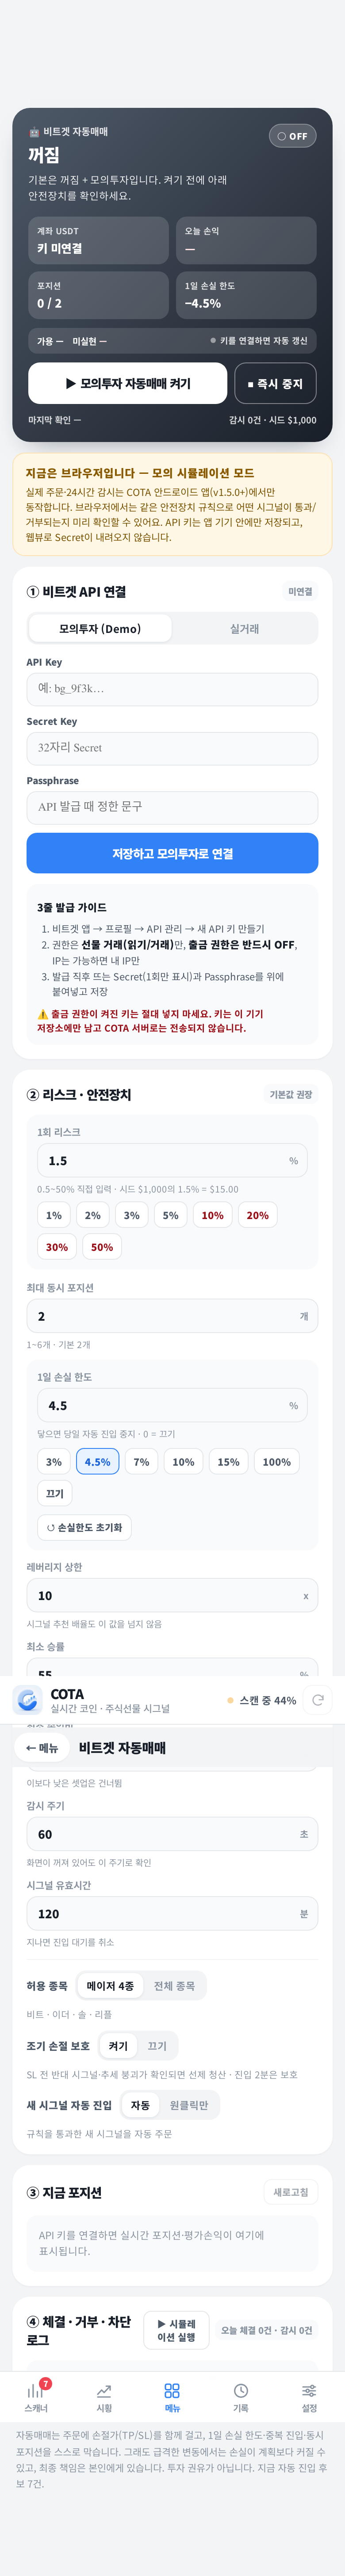 🤖 비트겟 자동매매
○ OFF
꺼짐
기본은 꺼짐 + 모의투자입니다. 켜기 전에 아래
안전장치를 확인하세요.
계좌 USDT
키 미연결
오늘 손익
—
포지션
0 / 2
1일 손실 한도
−4.5%
가용 — 미실현 —
키를 연결하면 자동 갱신
▶ 모의투자 자동매매 켜기
■ 즉시 중지
마지막 확인 —
감시 0건 · 시드 $1,000
지금은 브라우저입니다 — 모의 시뮬레이션 모드
실제 주문·24시간 감시는 COTA 안드로이드 앱(v1.5.0+)에서만
동작합니다. 브라우저에서는 같은 안전장치 규칙으로 어떤 시그널이 통과/
거부되는지 미리 확인할 수 있어요. API 키는 앱 기기 안에만 저장되고,
웹뷰로 Secret이 내려오지 않습니다.
① 비트겟 API 연결
미연결
모의투자 (Demo)
실거래
API Key
예: bg_9f3k…
Secret Key
32자리 Secret
Passphrase
API 발급 때 정한 문구
저장하고 모의투자로 연결
3줄 발급 가이드
1. 비트겟 앱 → 프로필 → API 관리 → 새 API 키 만들기
2. 권한은 선물 거래(읽기/거래)만, 출금 권한은 반드시 OFF,
IP는 가능하면 내 IP만
3. 발급 직후 뜨는 Secret(1회만 표시)과 Passphrase를 위에
붙여넣고 저장
⚠️ 출금 권한이 켜진 키는 절대 넣지 마세요. 키는 이 기기
저장소에만 남고 COTA 서버로는 전송되지 않습니다.
② 리스크 · 안전장치
기본값 권장
1회 리스크
1.5 %
0.5~50% 직접 입력 · 시드 $1,000의 1.5% = $15.00
1% 2% 3% 5% 10% 20%
30% 50%
최대 동시 포지션
2 개
1~6개 · 기본 2개
1일 손실 한도
4.5 %
닿으면 당일 자동 진입 중지 · 0 = 끄기
3% 4.5% 7% 10% 15% 100%
끄기
↺ 손실한도 초기화
레버리지 상한
10 x
시그널 추천 배율도 이 값을 넘지 않음
최소 승률
55 %
COTA
실시간 코인 · 주식선물 시그널
스캔 중 44%
← 메뉴
비트겟 자동매매
이보다 낮은 셋업은 건너뜀
감시 주기
60 초
화면이 꺼져 있어도 이 주기로 확인
시그널 유효시간
120 분
지나면 진입 대기를 취소
허용 종목
메이저 4종
전체 종목
비트 · 이더 · 솔 · 리플
조기 손절 보호
켜기
끄기
SL 전 반대 시그널·추세 붕괴가 확인되면 선제 청산 · 진입 2분은 보호
새 시그널 자동 진입
자동
원클릭만
규칙을 통과한 새 시그널을 자동 주문
③ 지금 포지션
새로고침
API 키를 연결하면 실시간 포지션·평가손익이 여기에
표시됩니다.
④ 체결 · 거부 · 차단
로그
▶ 시뮬레
이션 실행
오늘 체결 0건 · 감시 0건
7
스캐너
시황
메뉴
기록
설정
자동매매는 주문에 손절가(TP/SL)를 함께 걸고, 1일 손실 한도·중복 진입·동시
포지션을 스스로 막습니다. 그래도 급격한 변동에서는 손실이 계획보다 커질 수
있고, 최종 책임은 본인에게 있습니다. 투자 권유가 아닙니다. 지금 자동 진입 후
보 7건.